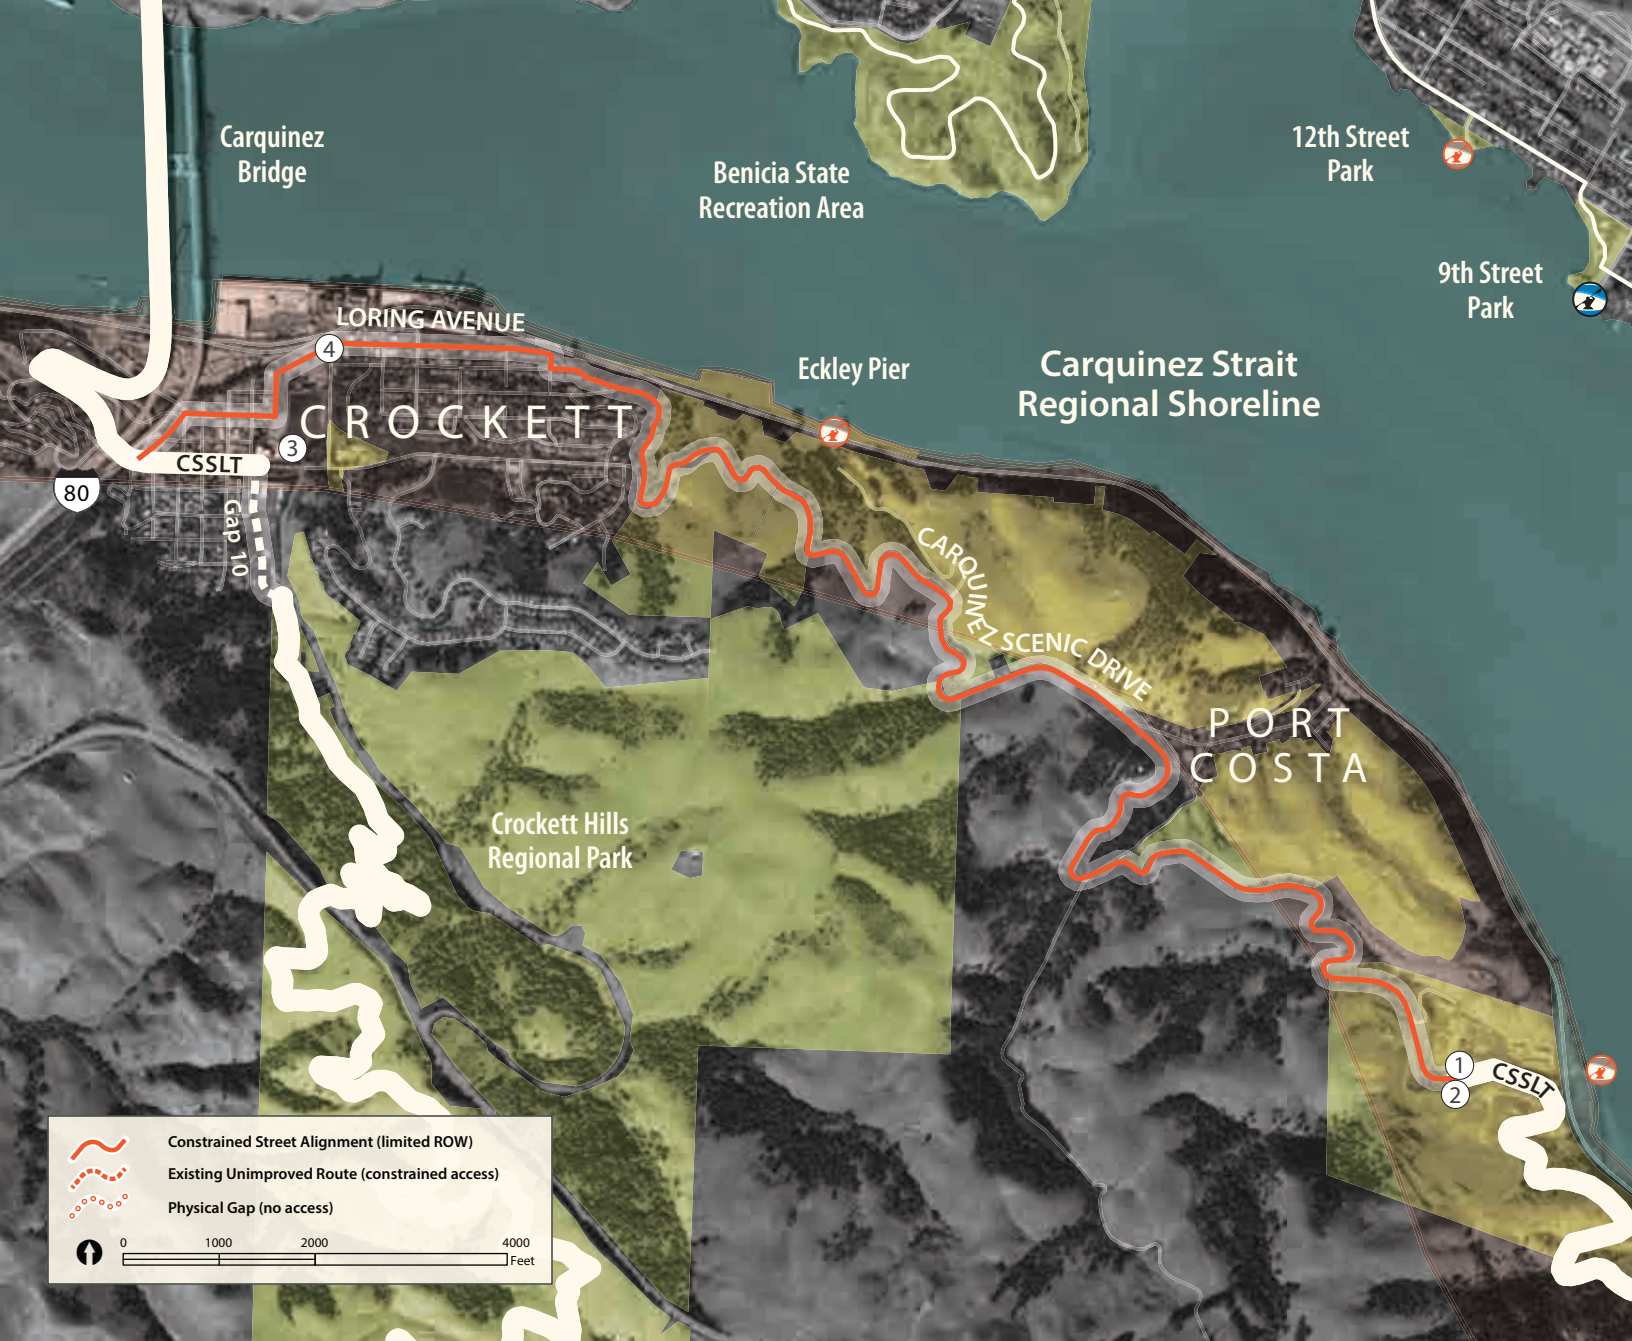 Carquinez
Bridge
Benicia State
Recreation Area
12th Street
Park
9th Street
Park
LORING AVENUE
4
Eckley Pier
Carquinez Strait
Regional Shoreline
CROCKETT
3
CSSLT
80
Gap 10
CARQUINEZ SCENIC DRIVE
PORT
COSTA
Crockett Hills
Regional Park
1
2
CSSLT
Constrained Street Alignment (limited ROW)
Existing Unimproved Route (constrained access)
Physical Gap (no access)
0 1000 2000 4000
Feet